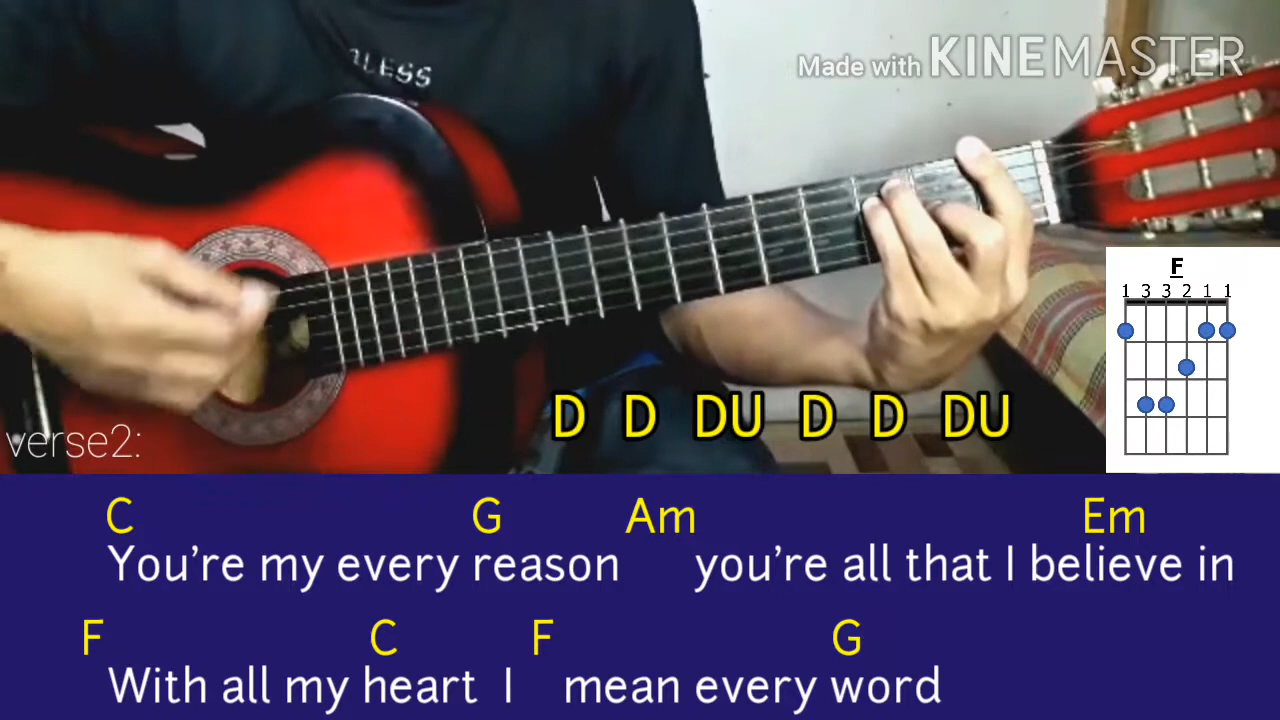 LESS
Made with KINEMASTER
F
1 3 3 2 1 1
D D DU D D DU
verse2:
C G Am Em
You're my every reason you're all that I believe in
F C F G
With all my heart I mean every word